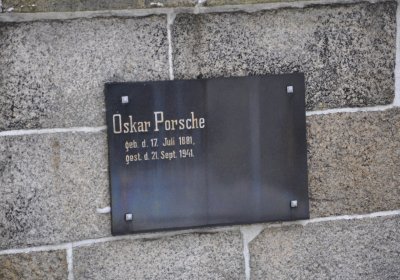 Oskar Porsche
geb. d. 17. Juli 1881,
gest. d. 21. Sept. 1941.